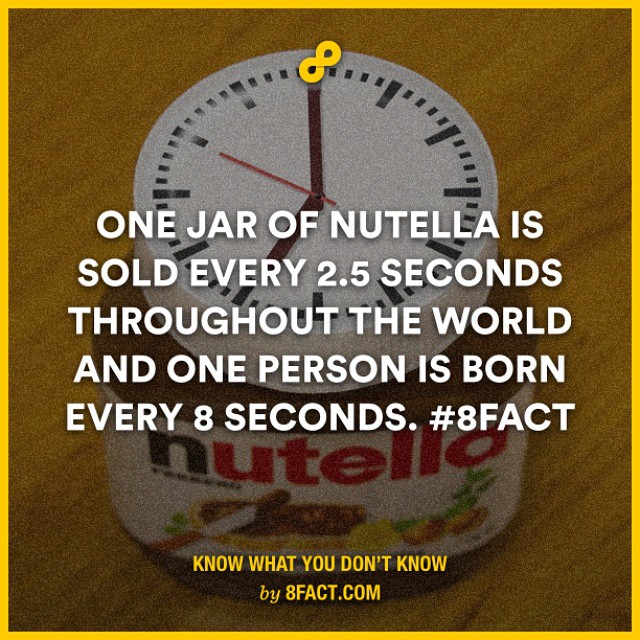 ONE JAR OF NUTELLA IS
SOLD EVERY 2.5 SECONDS
THROUGHOUT THE WORLD
AND ONE PERSON IS BORN
EVERY 8 SECONDS. #8FACT
nutella
FERRERO
KNOW WHAT YOU DON'T KNOW
by 8FACT.COM